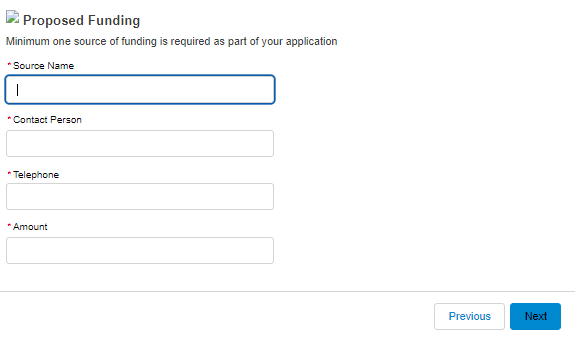 Proposed Funding
Minimum one source of funding is required as part of your application
* Source Name
* Contact Person
* Telephone
* Amount
Previous
Next